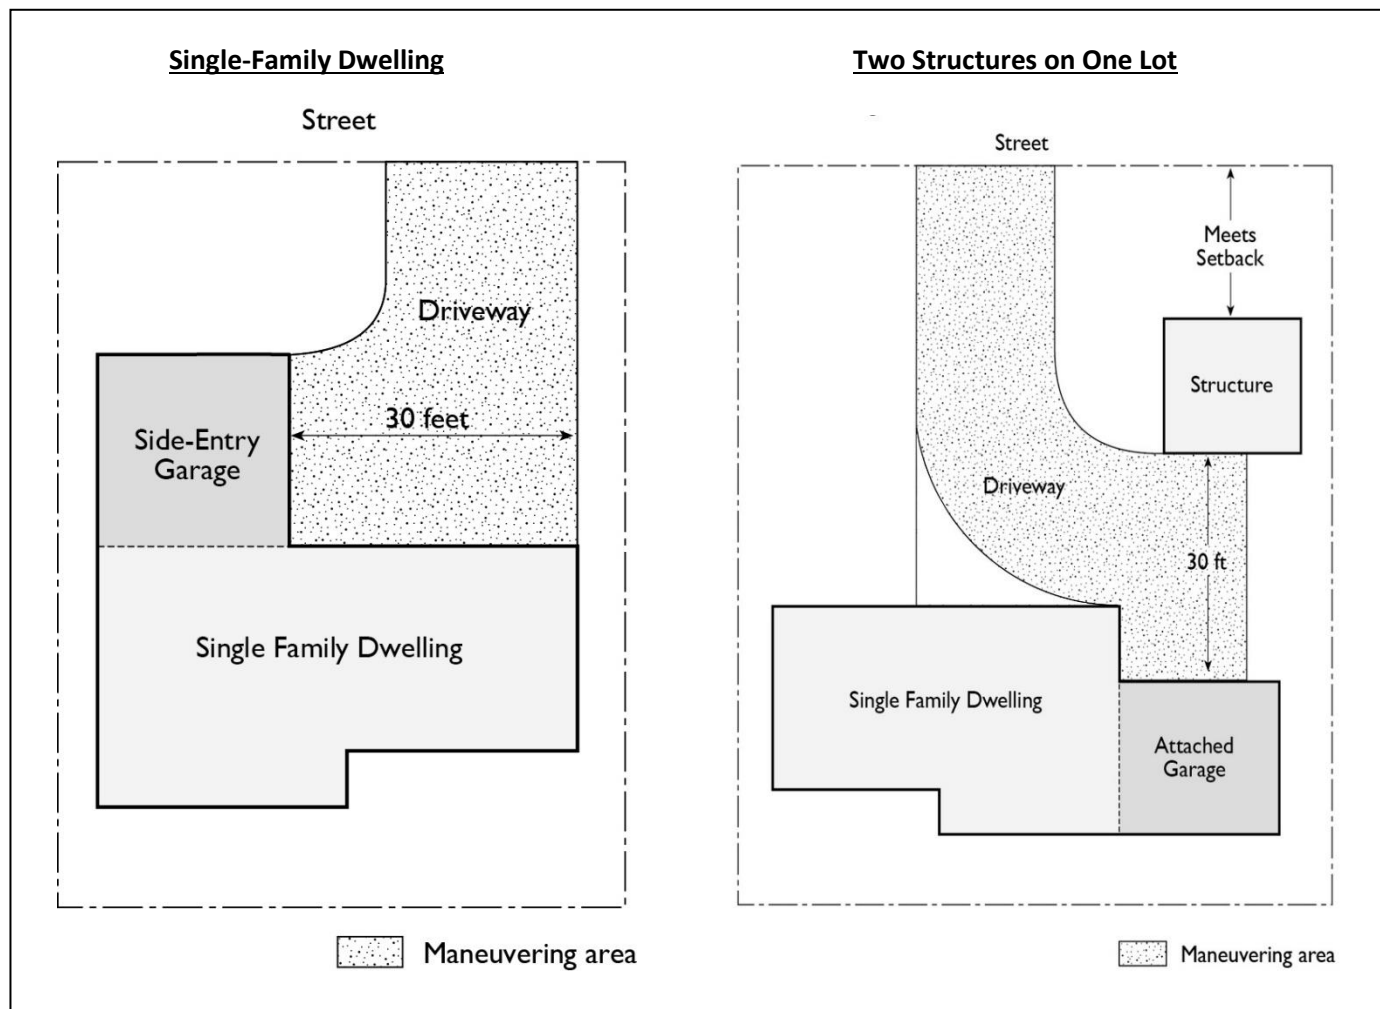 Single-Family Dwelling
Street
Driveway
30 feet
Side-Entry
Garage
Single Family Dwelling
Maneuvering area
Two Structures on One Lot
Street
Meets
Setback
Structure
Driveway
30 ft
Single Family Dwelling
Attached
Garage
Maneuvering area